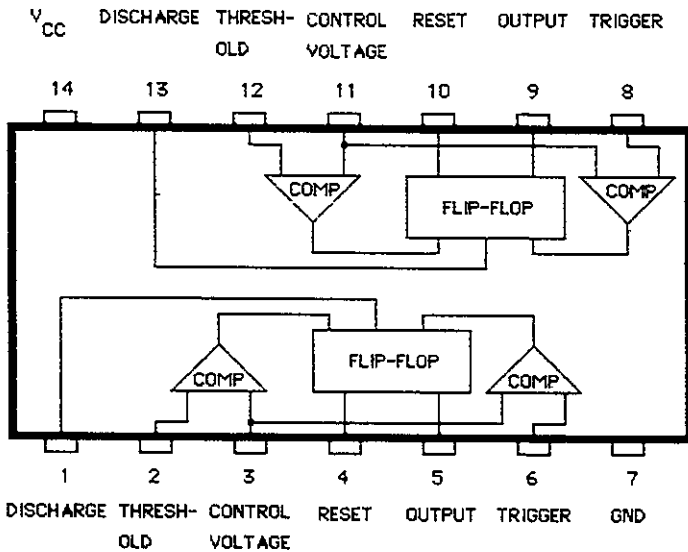 V CC DISCHARGE THRESH- CONTROL RESET OUTPUT TRIGGER
OLD VOLTAGE
14 13 12 11 10 9 8
COMP FLIP-FLOP COMP
COMP FLIP-FLOP COMP
1 2 3 4 5 6 7
DISCHARGE THRESH- CONTROL RESET OUTPUT TRIGGER GND
OLD VOLTAGE